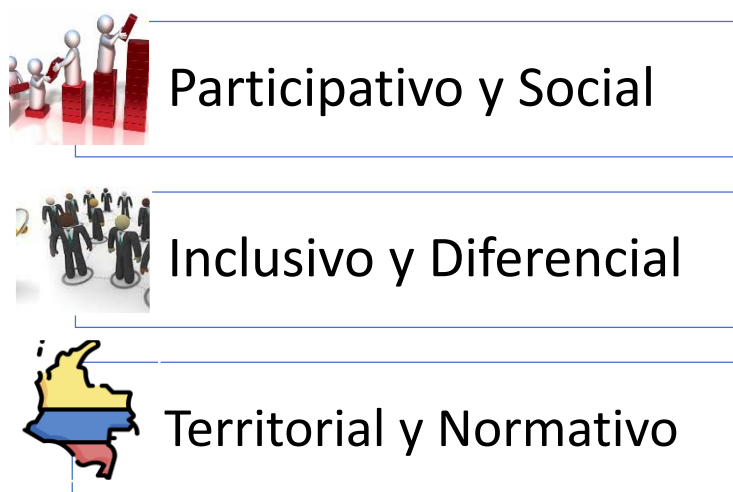 Participativo y Social
Inclusivo y Diferencial
Territorial y Normativo